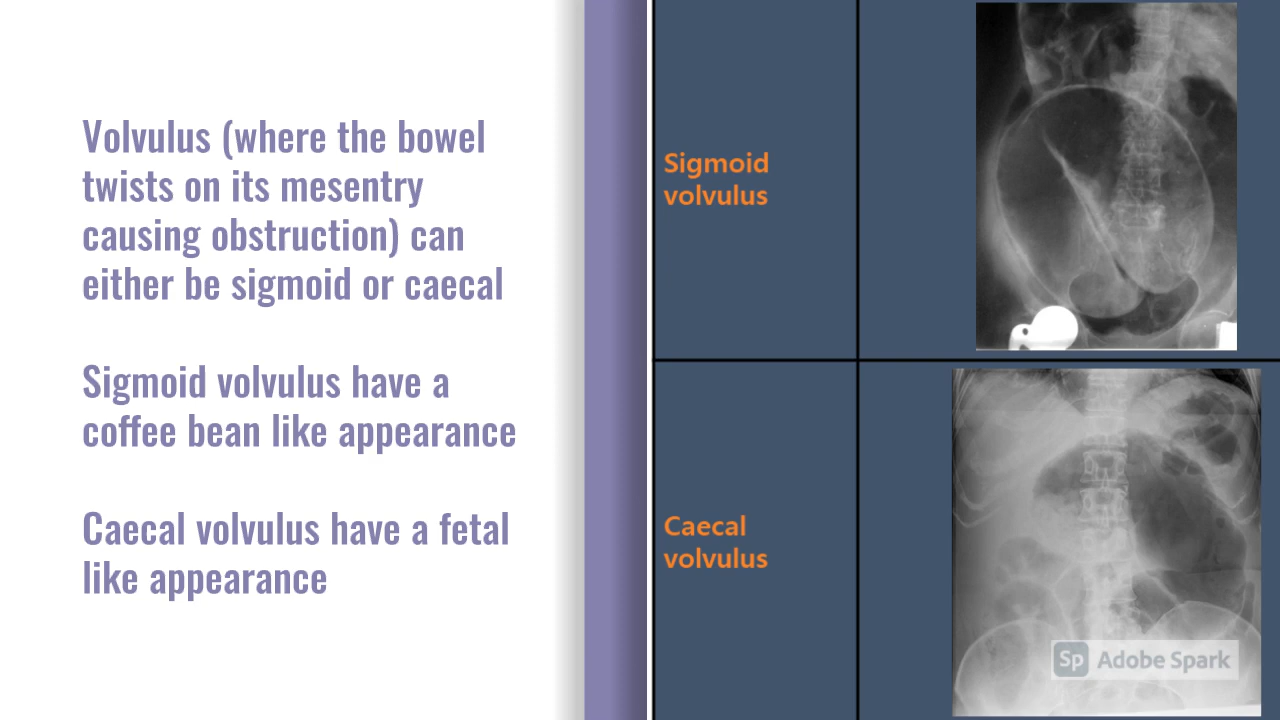 Volvulus (where the bowel
twists on its mesentry
causing obstruction) can
either be sigmoid or caecal
Sigmoid volvulus have a
coffee bean like appearance
Caecal volvulus have a fetal
like appearance
Sigmoid
volvulus
Caecal
volvulus
Sp Adobe Spark